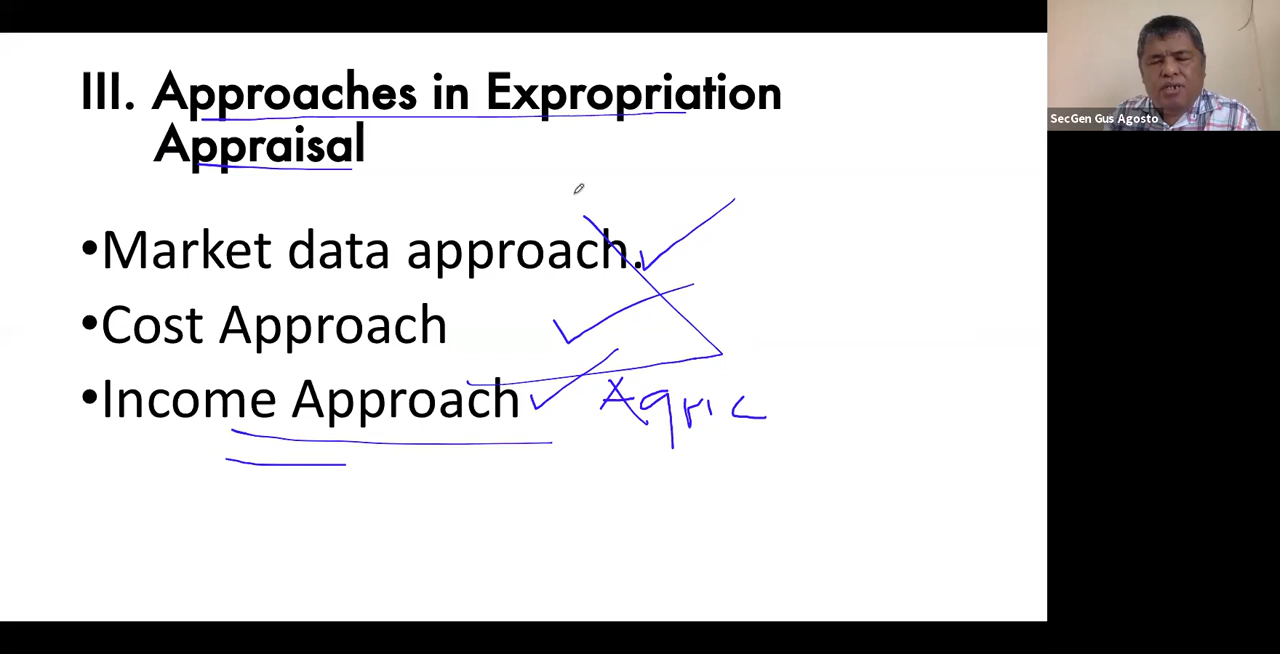 III. Approaches in Expropriation
Appraisal
•Market data approach.
•Cost Approach
•Income Approach
Agric
SecGen Gus Agosto